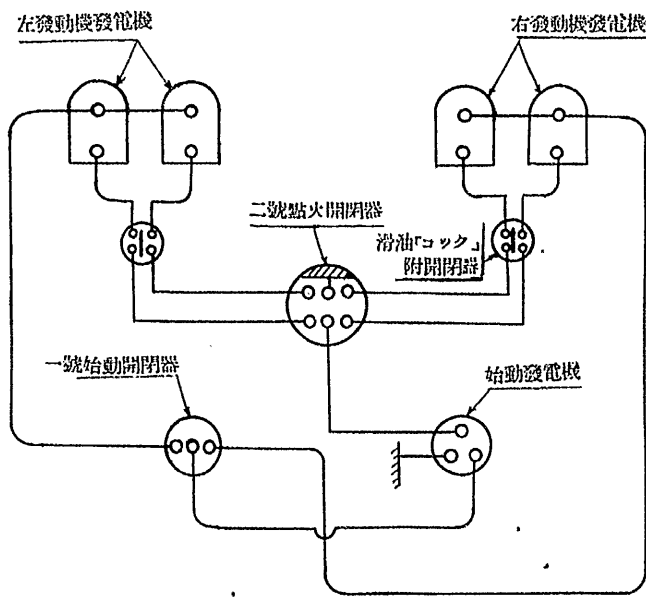 左發動機發電機
右發動機發電機
二號點火開閉器
滑油「コック」
附開閉器
一號始動開閉器
始動發電機